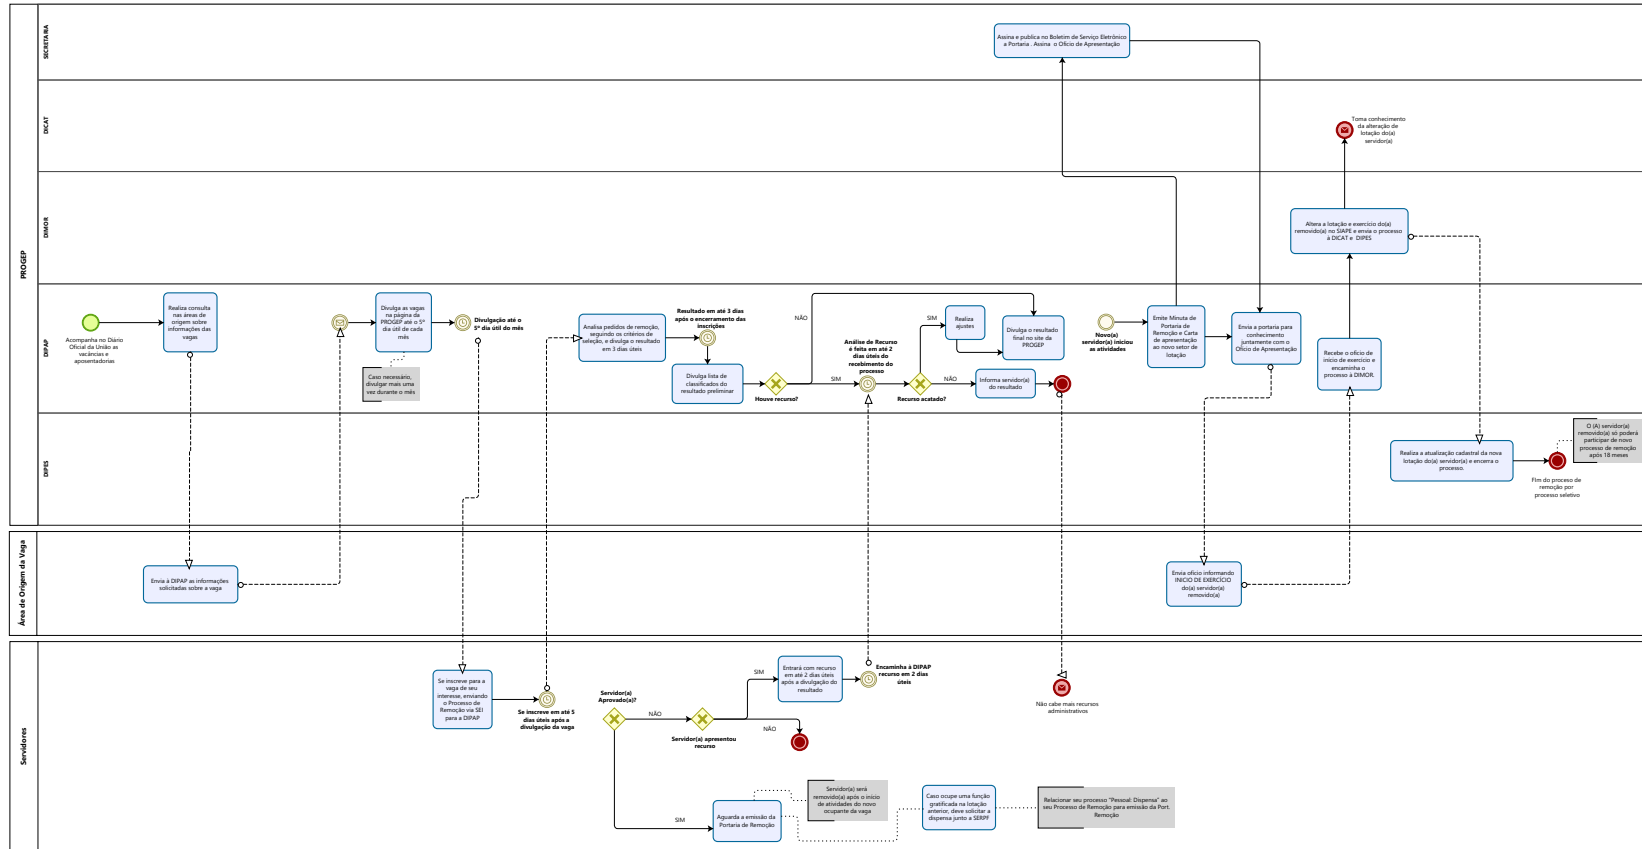 PROGEP
SECRETARIA
Assina e publica no Boletim de Serviço Eletrônico
a Portaria . Assina o Ofício de Apresentação
DICAT
Toma conhecimento
da alteração de
lotação do(a)
servidor(a)
DIMOR
Altera a lotação e exercício do(a)
removido(a) no SIAPE e envia o processo
à DICAT e DIPES
DIPAP
Acompanha no Diário
Oficial da União as
vacâncias e
aposentadorias
Realiza consulta
nas áreas de
origem sobre
informações das
vagas
Divulga as vagas
na página da
PROGEP até o 5º
dia útil de cada
mês
Caso necessário,
divulgar mais uma
vez durante o mês
Divulgação até o
5º dia útil do mês
Analisa pedidos de remoção,
seguindo os critérios de
seleção, e divulga o resultado
em 3 dias úteis
Resultado em até 3 dias
após o encerramento das
inscrições
Divulga lista de
classificados do
resultado preliminar
Houve recurso?
NÃO
SIM
Análise de Recurso
é feita em até 2
dias úteis do
recebimento do
processo
Recurso acatado?
SIM
NÃO
Realiza
ajustes
Divulga o resultado
final no site da
PROGEP
Informa servidor(a)
do resultado
Novo(a)
servidor(a) iniciou
as atividades
Emite Minuta de
Portaria de
Remoção e Carta
de apresentação
ao novo setor de
lotação
Envia a portaria para
conhecimento
juntamente com o
Ofício de Apresentação
Recebe o ofício de
início de exercício e
encaminha o
processo à DIMOR.
DIPES
Realiza a atualização cadastral da nova
lotação do(a) servidor(a) e encerra o
processo.
FIm do proceso de
remoção por
processo seletivo
O (A) servidor(a)
removido(a) só poderá
participar de novo
processo de remoção
após 18 meses
Área de Origem da Vaga
Envia à DIPAP as informações
solicitadas sobre a vaga
Envia ofício informando
INICIO DE EXERCÍCIO
do(a) servidor(a)
removido(a)
Servidores
Se inscreve para a
vaga de seu
interesse, enviando
o Processo de
Remoção via SEI
para a DIPAP
Se inscreve em até 5
dias úteis após a
divulgação da vaga
Servidor(a)
Aprovado(a)?
NÃO
SIM
Servidor(a) apresentou
recurso
SIM
NÃO
Entrará com recurso
em até 2 dias úteis
após a divulgação do
resultado
Encaminha à DIPAP
recurso em 2 dias
úteis
Não cabe mais recursos
administrativos
Aguarda a emissão da
Portaria de Remoção
Servidor(a) será
removido(a) após o início
de atividades do novo
ocupante da vaga
Caso ocupe uma função
gratificada na lotação
anterior, deve solicitar a
dispensa junto a SERPF
Relacionar seu processo "Pessoal: Dispensa" ao
seu Processo de Remoção para emissão da Port.
Remoção